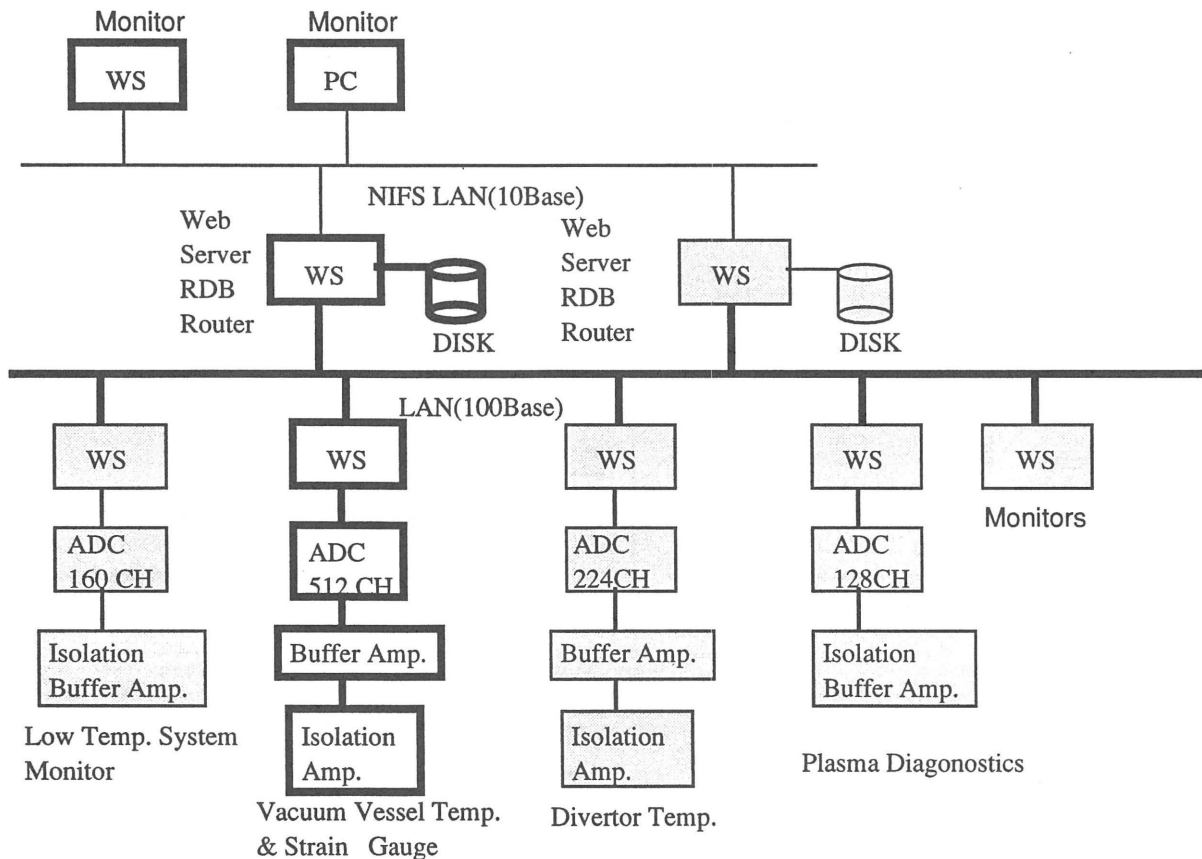 Monitor
Monitor
WS
PC
NIFS LAN(10Base)
Web
Server
RDB
Router
WS
DISK
Web
Server
RDB
Router
WS
DISK
LAN(100Base)
WS
WS
WS
WS
WS
Monitors
ADC
160 CH
ADC
512 CH
ADC
224CH
ADC
128CH
Isolation
Buffer Amp.
Buffer Amp.
Buffer Amp.
Isolation
Buffer Amp.
Low Temp. System
Monitor
Isolation
Amp.
Isolation
Amp.
Plasma Diagonostics
Vacuum Vessel Temp.
& Strain Gauge
Divertor Temp.